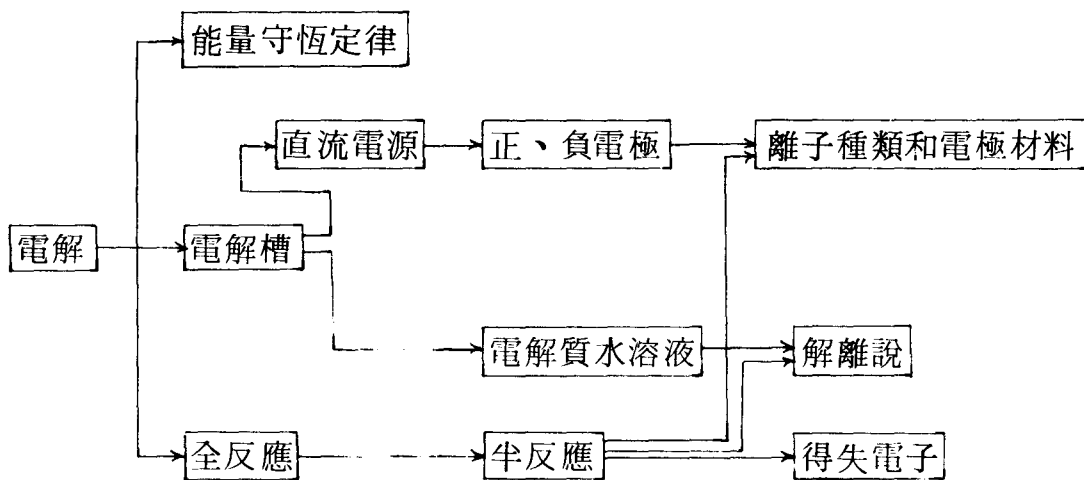 能量守恆定律
直流電源
正、負電極
離子種類和電極材料
電解
電解槽
電解質水溶液
解離說
全反應
半反應
得失電子